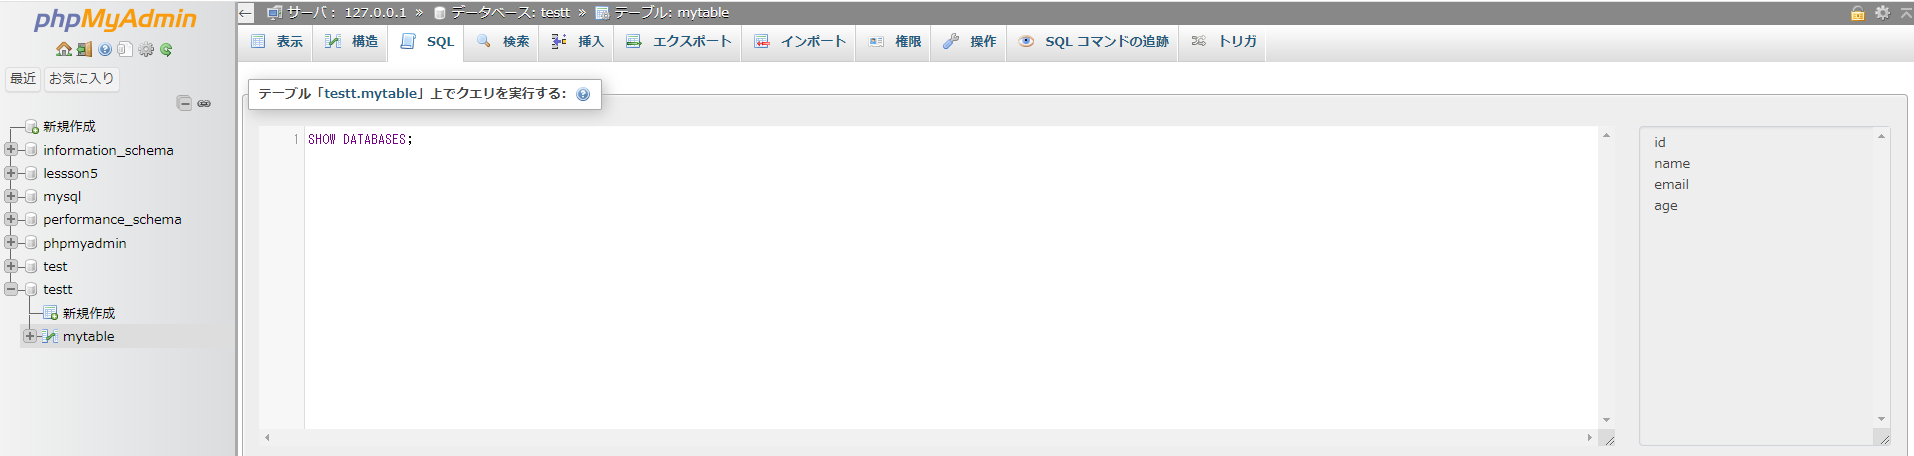 phpMyAdmin
最近 お気に入り
新規作成
information_schema
lessson5
mysql
performance_schema
phpmyadmin
test
testt
新規作成
mytable
サーバ: 127.0.0.1 » データベース: testt » テーブル: mytable
表示 構造 SQL 検索 挿入 エクスポート インポート 権限 操作 SQL コマンドの追跡 トリガ
テーブル「testt.mytable」上でクエリを実行する:
1 SHOW DATABASES;
id
name
email
age